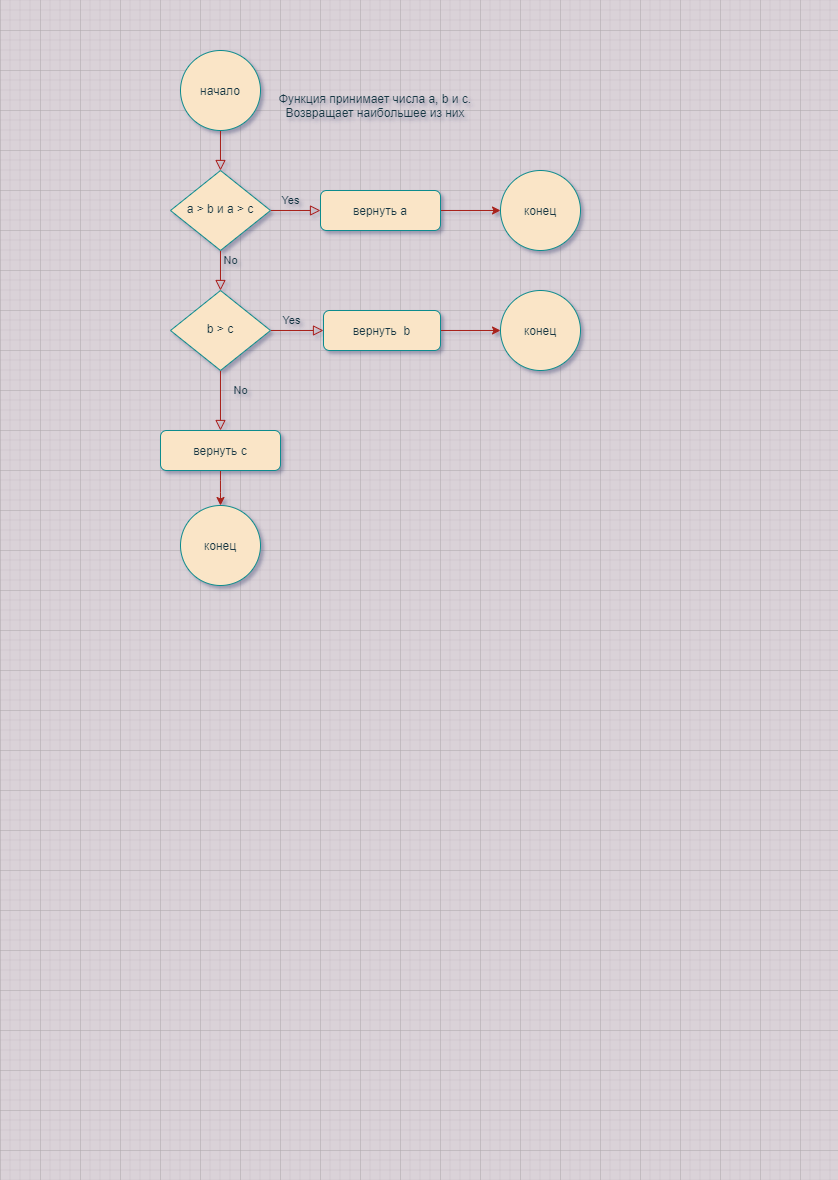 начало
Функция принимает числа a, b и c.
Возвращает наибольшее из них
a > b и a > c
Yes
вернуть a
конец
No
b > c
Yes
вернуть b
конец
No
вернуть c
конец